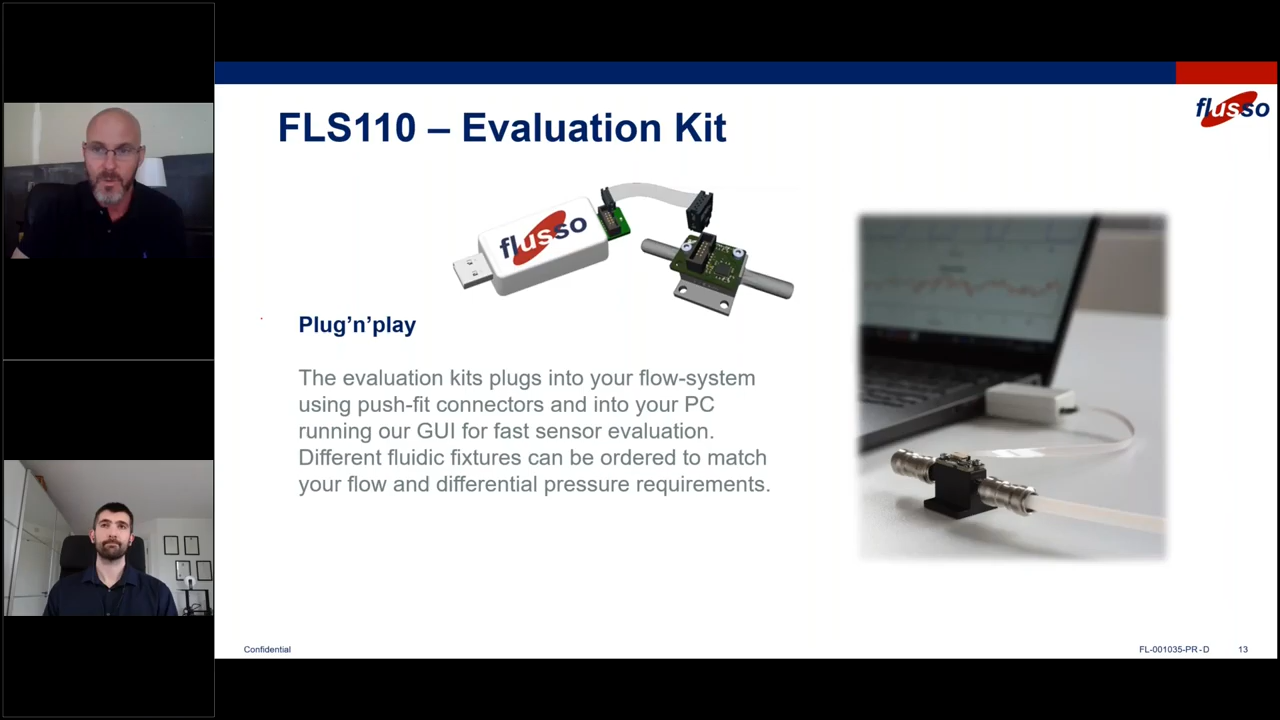 flusso
FLS110 – Evaluation Kit
flusso
Plug’n’play
The evaluation kits plugs into your flow-system
using push-fit connectors and into your PC
running our GUI for fast sensor evaluation.
Different fluidic fixtures can be ordered to match
your flow and differential pressure requirements.
Confidential
FL-001035-PR-D
13